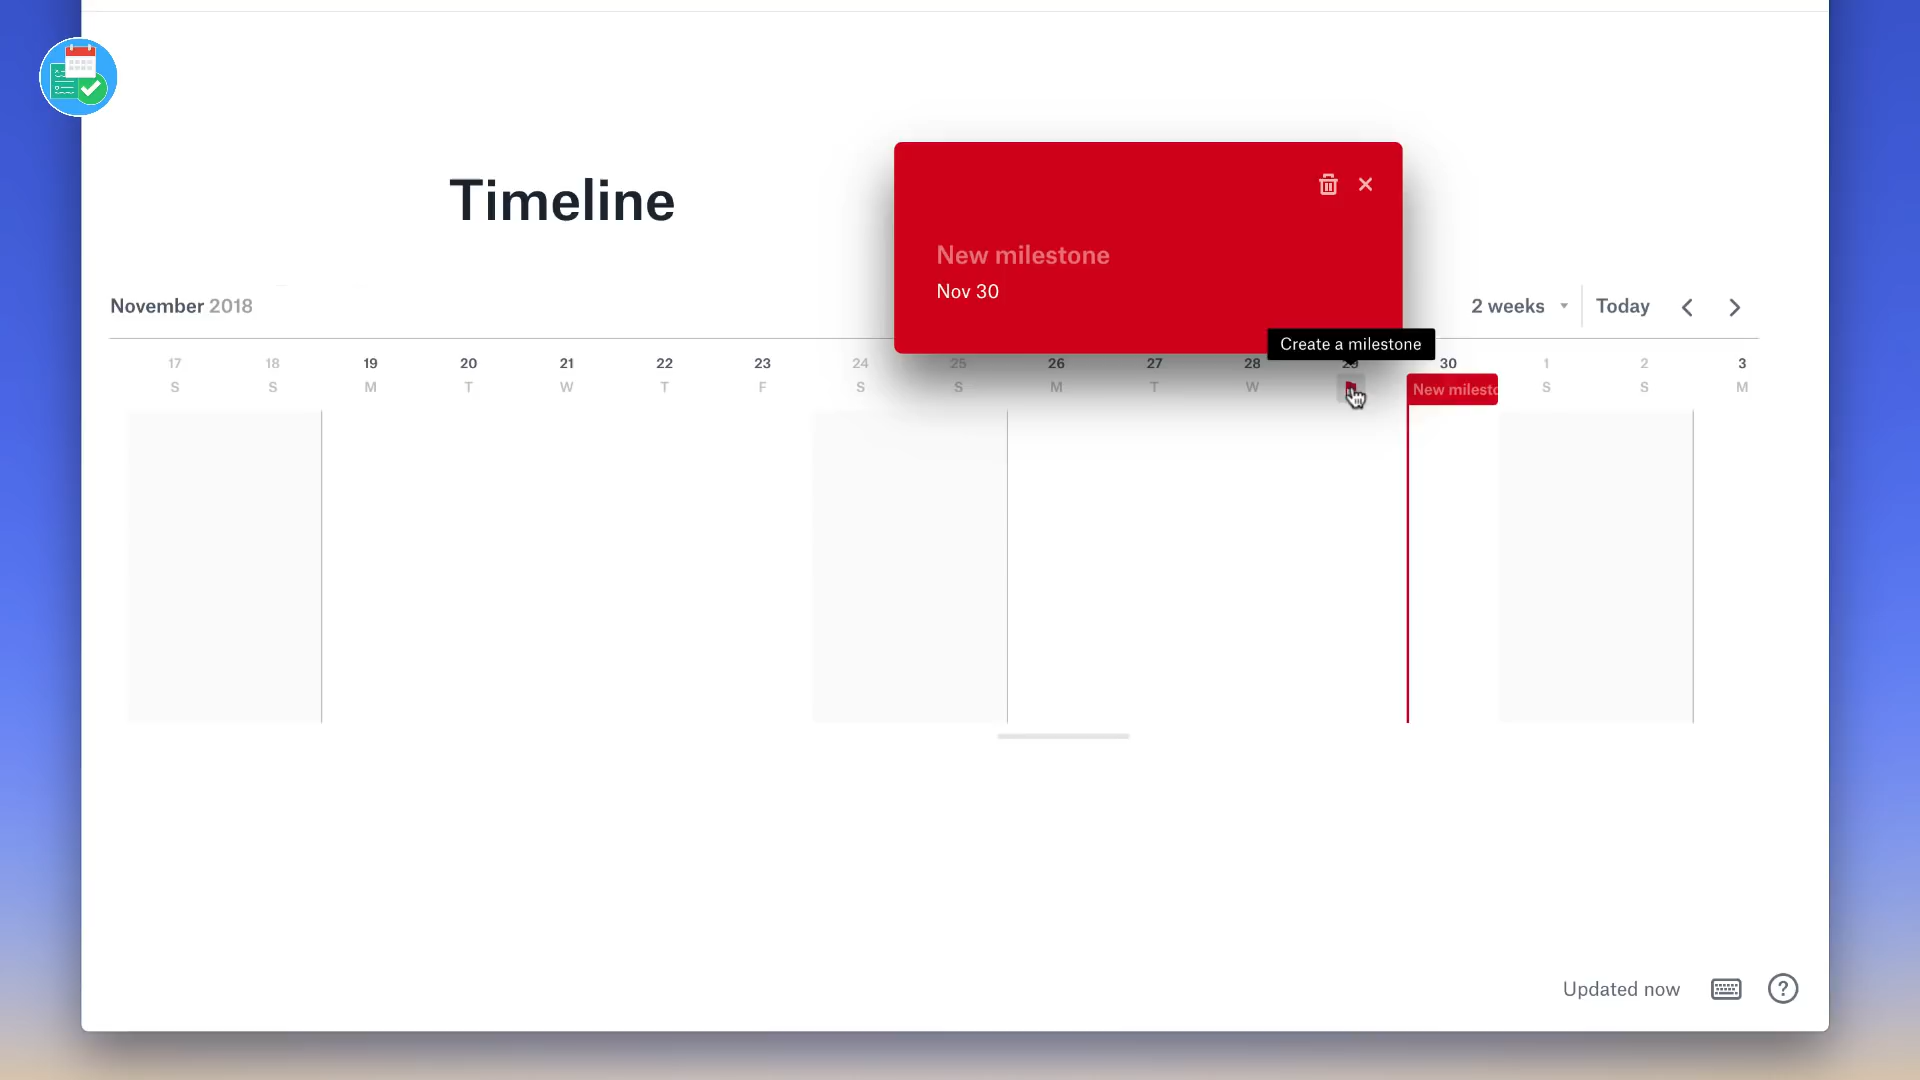 Timeline
New milestone
Nov 30
November 2018
2 weeks
Today
Create a milestone
17 18 19 20 21 22 23 24 25 26 27 28 29 30 1 2 3
S S M T W T F S S M T W S S M
New milesto
Updated now
?